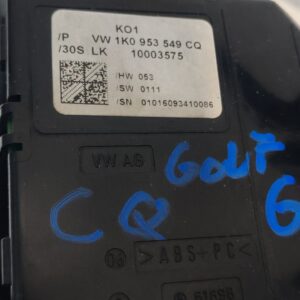 KO1
/P VW 1K0 953 549 CQ
/30S LK 10003575
HW 053
/SW 0111
/SN 01016093410086
VW AG
GOLF
CQ
>ABS+PC<